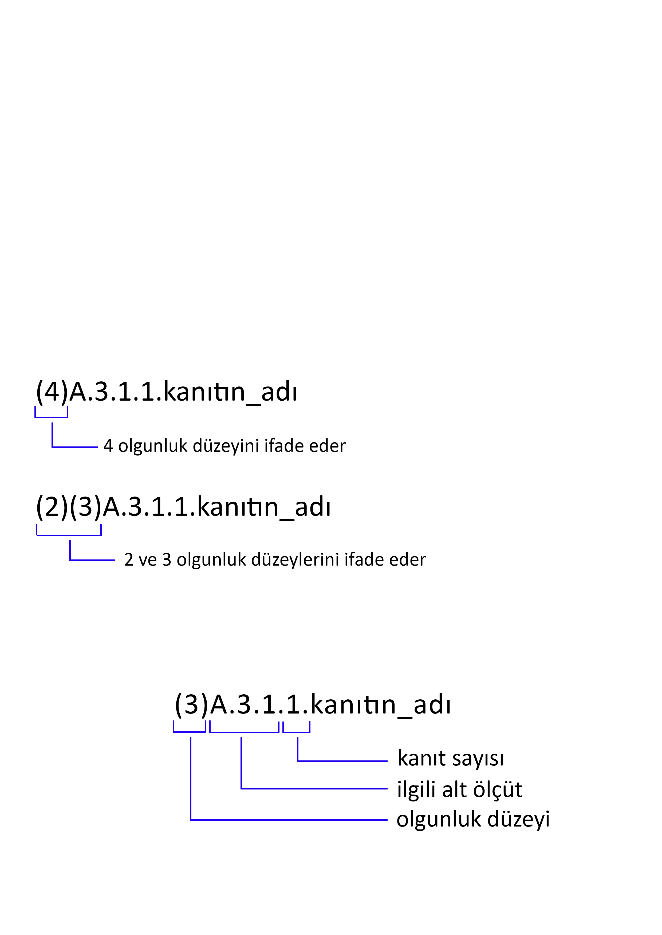 (4)A.3.1.1.kanıtın_adı
4 olgunluk düzeyini ifade eder
(2)(3)A.3.1.1.kanıtın_adı
2 ve 3 olgunluk düzeylerini ifade eder
(3)A.3.1.1.kanıtın_adı
kanıt sayısı
ilgili alt ölçüt
olgunluk düzeyi